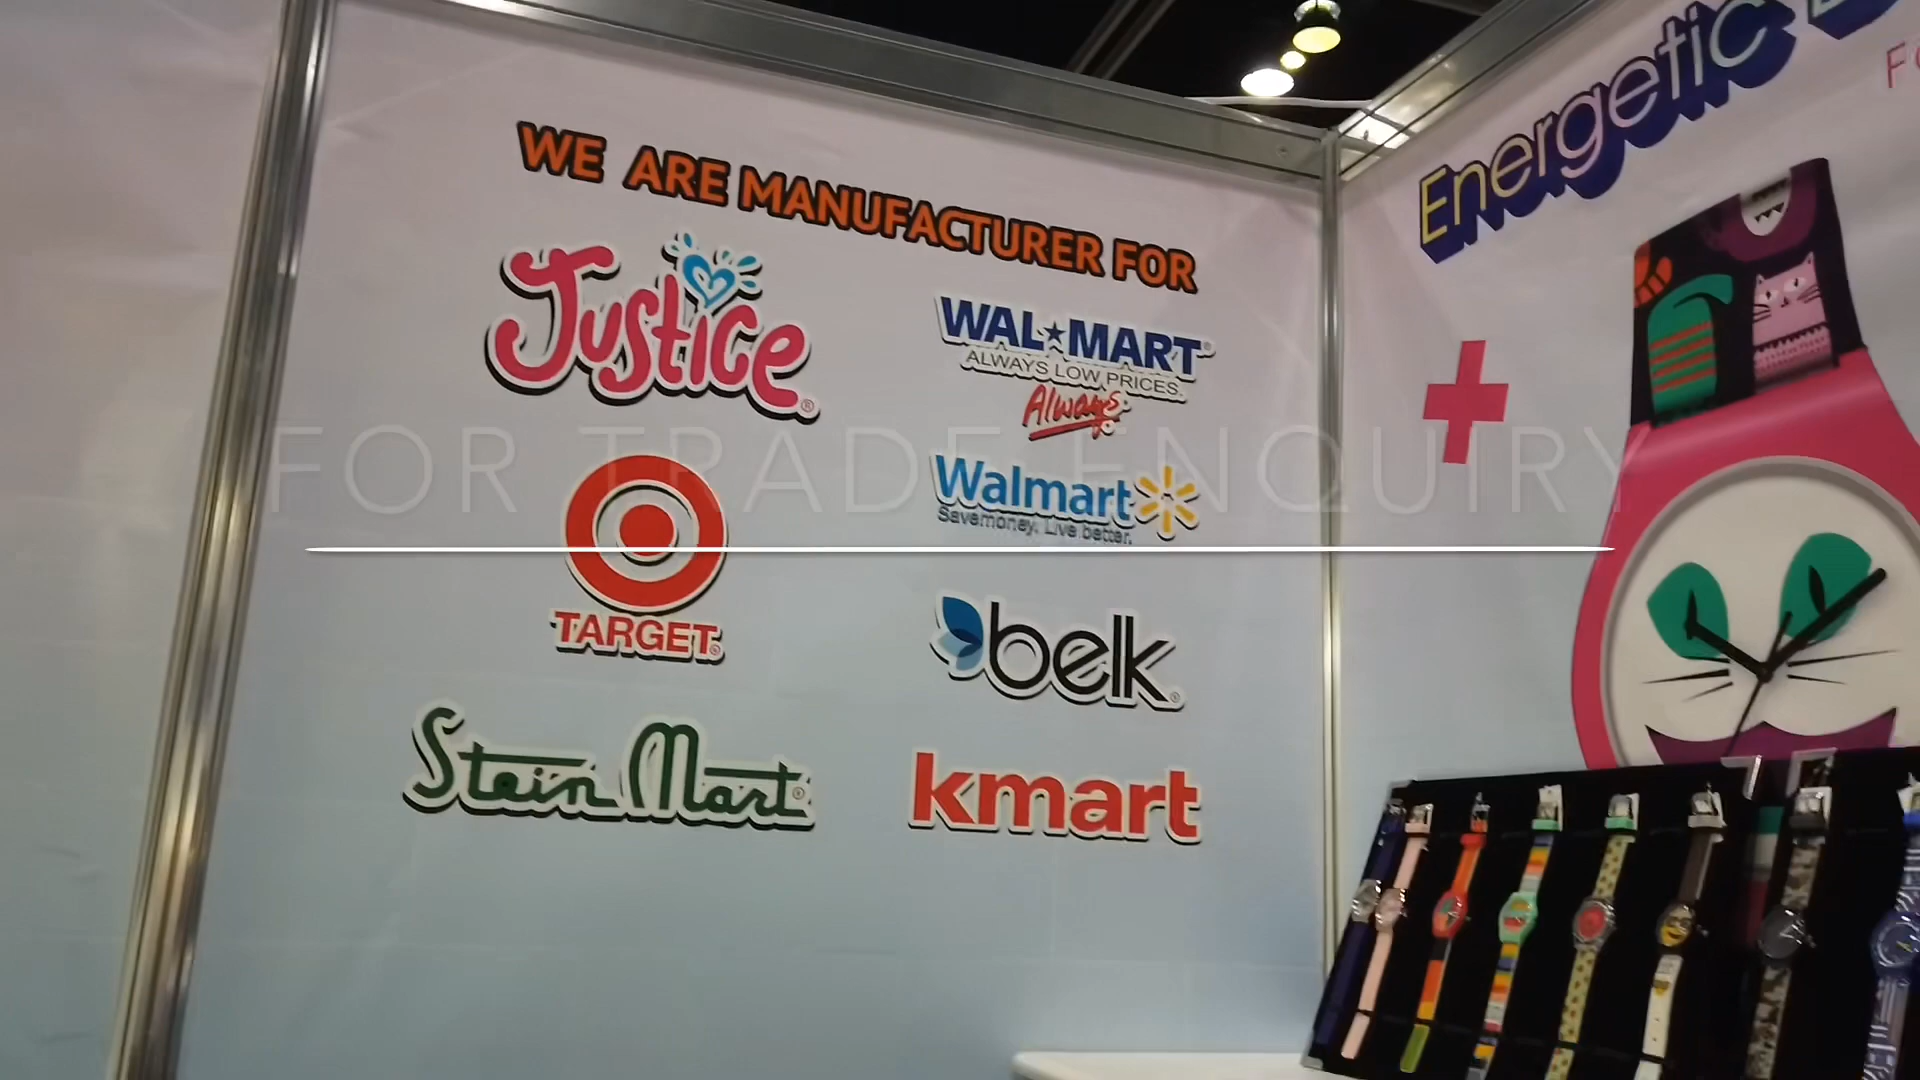 WE ARE MANUFACTURER FOR
Justice
WAL★MART
ALWAYS LOW PRICES.
Always.
FOR TRADE ENQUIRY
TARGET
Walmart
Save money. Live better.
belk
Stein Mart
kmart
Energetic